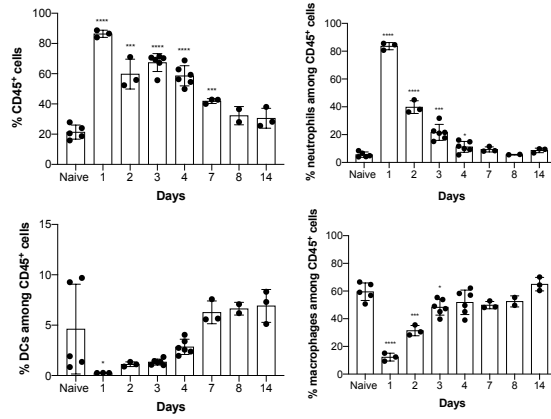 % CD45⁺ cells
100
80
60
40
20
0
**** *** **** **** ***
Naive 1 2 3 4 7 8 14
Days
% neutrophils among CD45⁺ cells
100
80
60
40
20
0
**** **** *** *
Naive 1 2 3 4 7 8 14
Days
% DCs among CD45⁺ cells
15
10
5
0
*
Naive 1 2 3 4 7 8 14
Days
% macrophages among CD45⁺ cells
100
80
60
40
20
0
**** *** *
Naive 1 2 3 4 7 8 14
Days